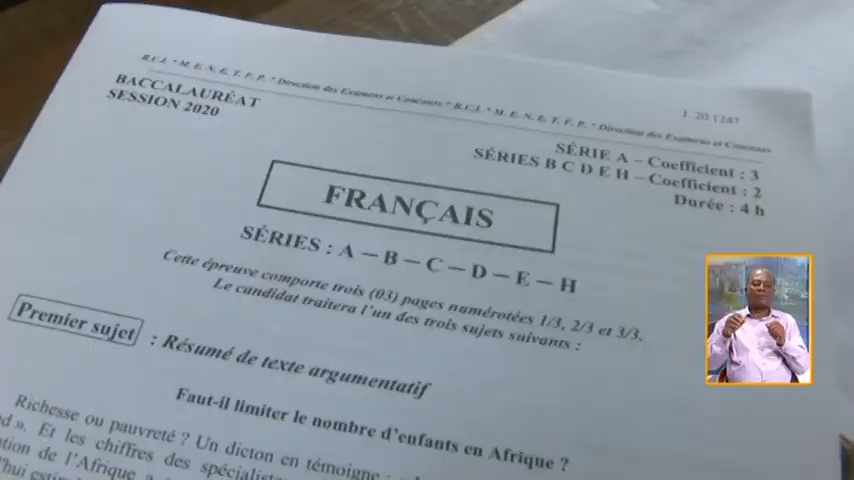 R.C.I. * M.E.N.E.T.F.P. * Direction des Examens et Concours * R.C.I. * M.E.N.E.T.F.P. * Direction des Examens et Concours
1 20 1247
BACCALAURÉAT
SESSION 2020
SÉRIE A – Coefficient : 3
SÉRIES B C D E H – Coefficient : 2
Durée : 4 h
FRANÇAIS
SÉRIES : A – B – C – D – E – H
Cette épreuve comporte trois (03) pages numérotées 1/3, 2/3 et 3/3.
Le candidat traitera l'un des trois sujets suivants :
Premier sujet : Résumé de texte argumentatif
Faut-il limiter le nombre d'enfants en Afrique ?
Richesse ou pauvreté ? Un dicton en témoigne :
». Et les chiffres des
de l'Afrique